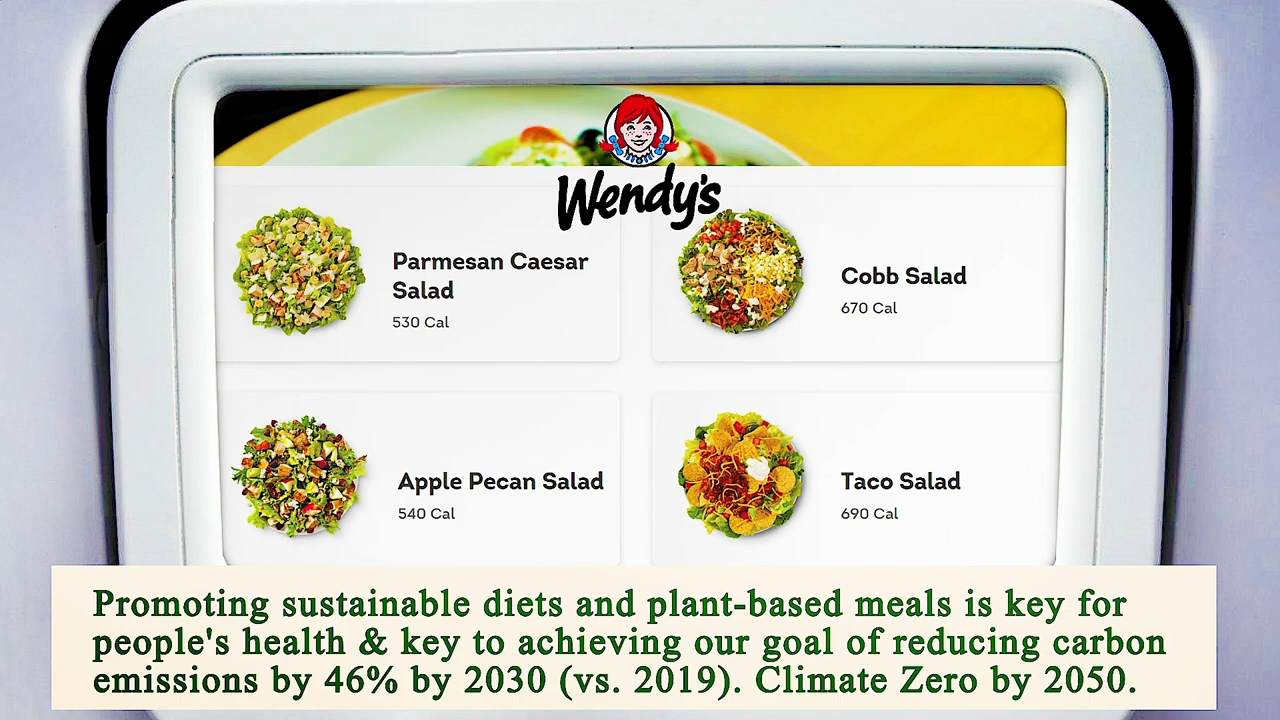 Wendy's
Parmesan Caesar
Salad
530 Cal
Cobb Salad
670 Cal
Apple Pecan Salad
540 Cal
Taco Salad
690 Cal
Promoting sustainable diets and plant-based meals is key for
people's health & key to achieving our goal of reducing carbon
emissions by 46% by 2030 (vs. 2019). Climate Zero by 2050.